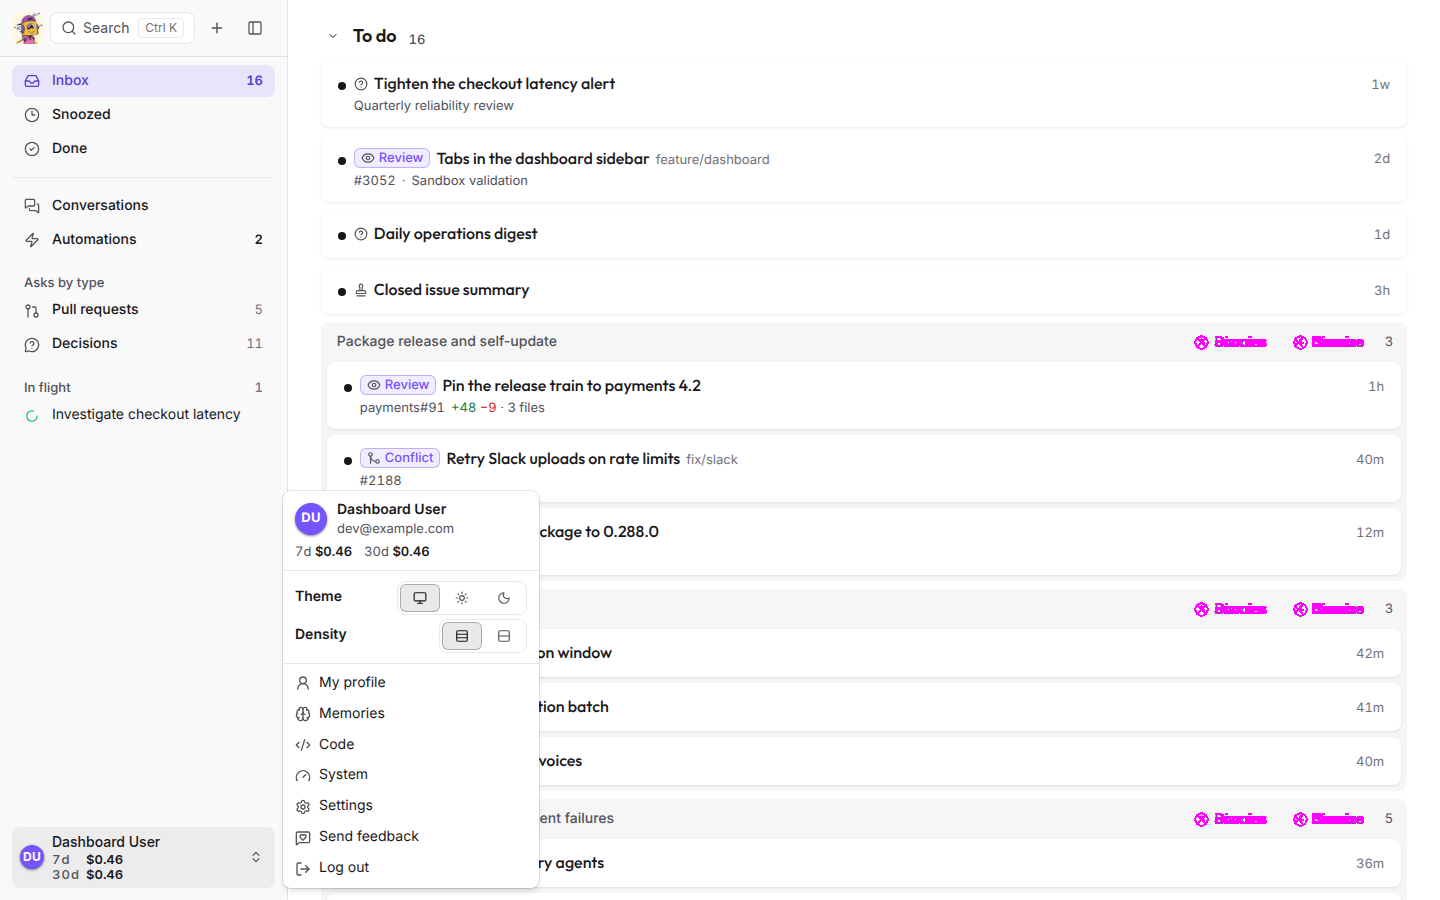 Search Ctrl K
Inbox 16
Snoozed
Done
Conversations
Automations 2
Asks by type
Pull requests 5
Decisions 11
In flight 1
Investigate checkout latency
DU Dashboard User
7d $0.46
30d $0.46
To do 16
Tighten the checkout latency alert 1w
Quarterly reliability review
Review Tabs in the dashboard sidebar feature/dashboard 2d
#3052 · Sandbox validation
Daily operations digest 1d
Closed issue summary 3h
Package release and self-update 3
Review Pin the release train to payments 4.2 1h
payments#91 +48 −9 · 3 files
Conflict Retry Slack uploads on rate limits fix/slack 40m
#2188
to 0.288.0 12m
3
window 42m
batch 41m
40m
failures 5
agents 36m
DU Dashboard User
dev@example.com
7d $0.46 30d $0.46
Theme
Density
My profile
Memories
Code
System
Settings
Send feedback
Log out